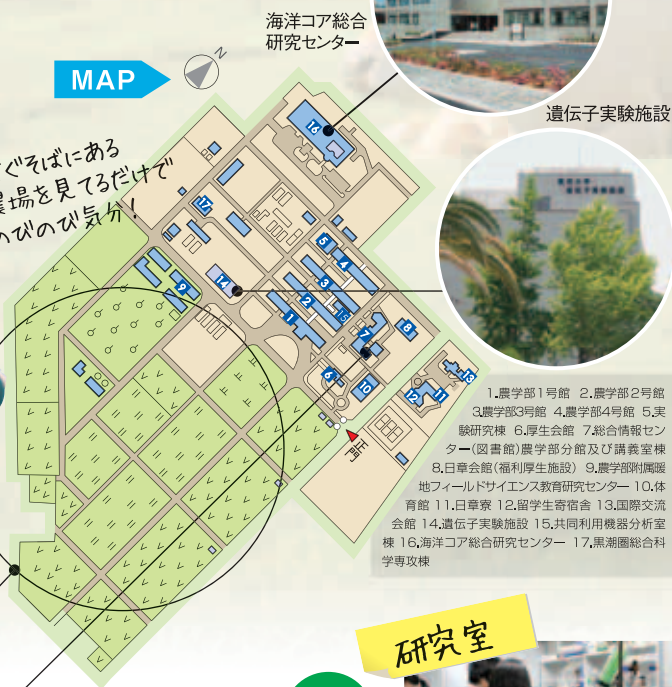 海洋コア総合
研究センター
MAP
N
遺伝子実験施設
ぐそばにある
農場を見てるだけで
のびのび気分!
16
17
5
4
3
14
9
2
15
1
7
8
13
6
10
12
11
正門
1.農学部1号館 2.農学部2号館
3.農学部3号館 4.農学部4号館 5.実
験研究棟 6.厚生会館 7.総合情報セン
ター(図書館)農学部分館及び講義室棟
8.日章会館(福利厚生施設) 9.農学部附属暖
地フィールドサイエンス教育研究センター 10.体
育館 11.日章寮 12.留学生寄宿舎 13.国際交流
会館 14.遺伝子実験施設 15.共同利用機器分析室
棟 16.海洋コア総合研究センター 17.黒潮圏総合科
学専攻棟
研究室